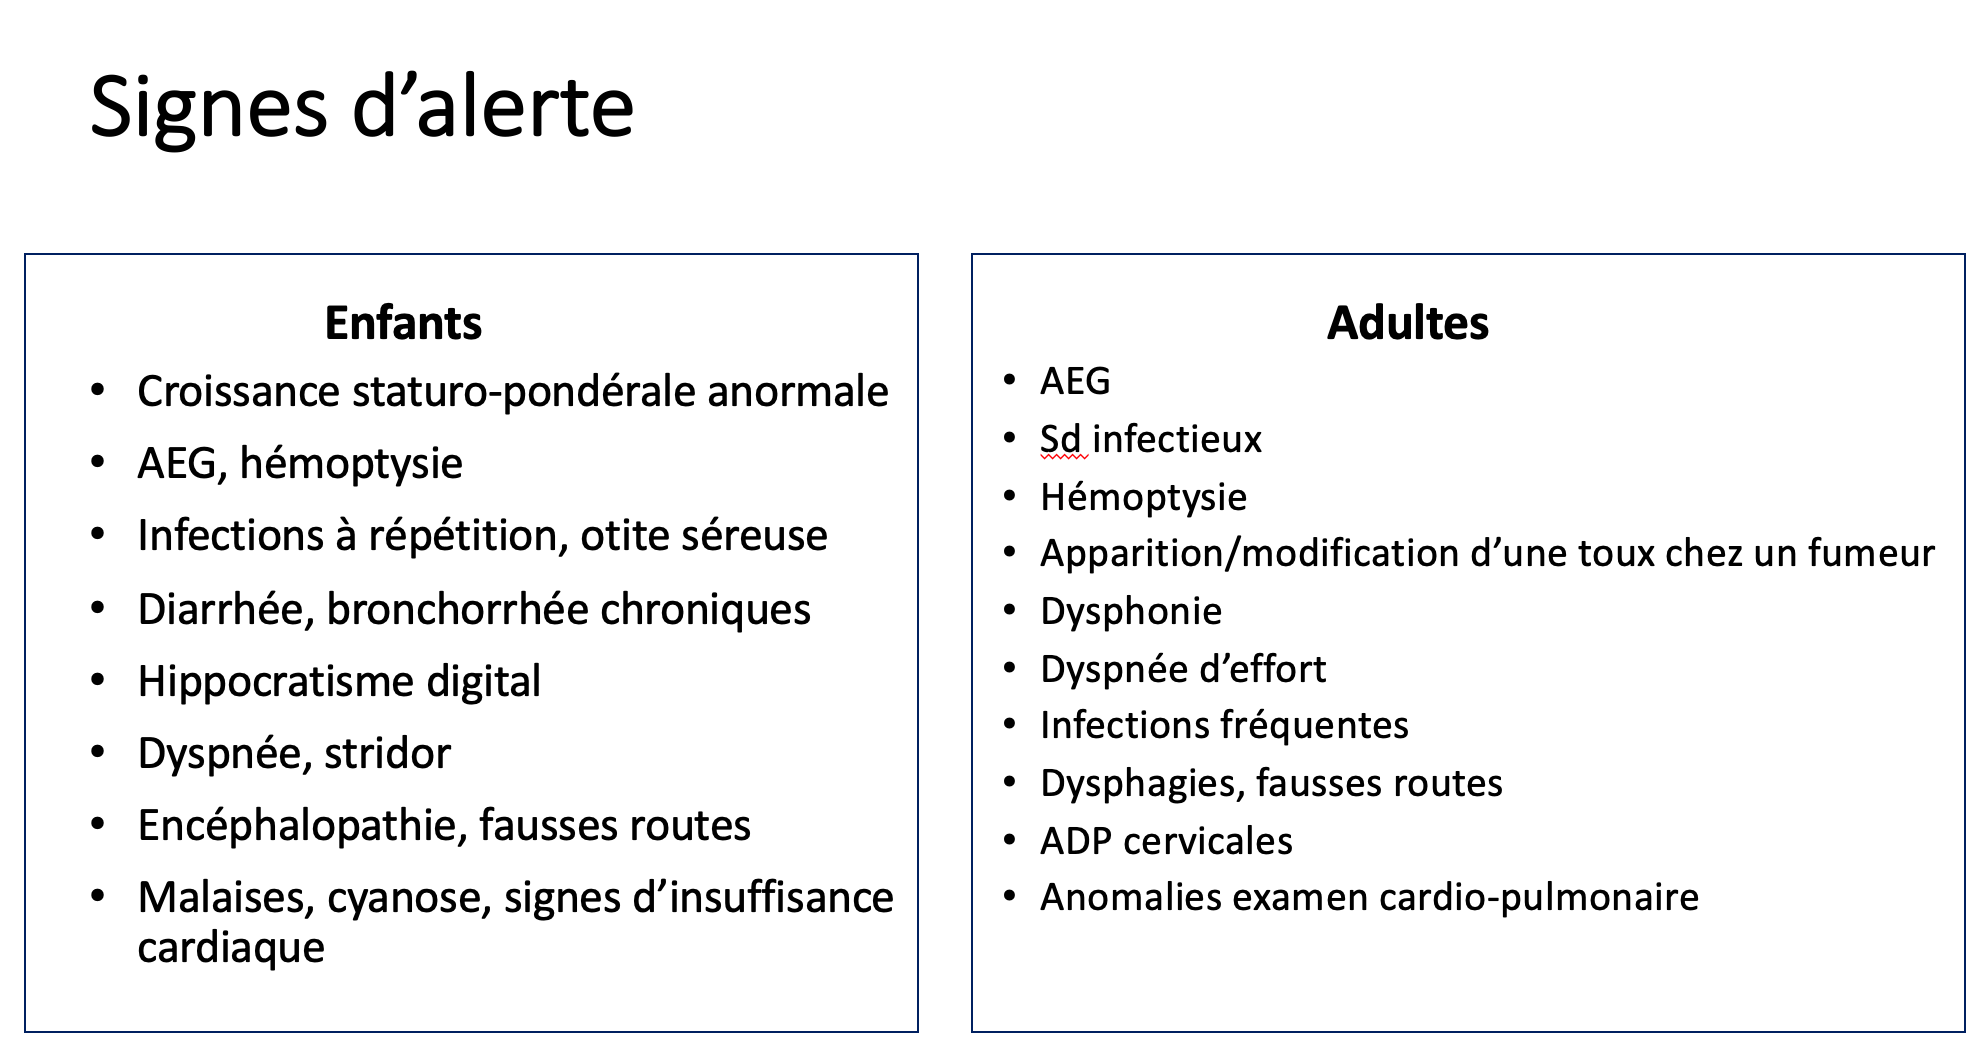 Signes d’alerte
Enfants
• Croissance staturo-pondérale anormale
• AEG, hémoptysie
• Infections à répétition, otite séreuse
• Diarrhée, bronchorrhée chroniques
• Hippocratisme digital
• Dyspnée, stridor
• Encéphalopathie, fausses routes
• Malaises, cyanose, signes d’insuffisance
cardiaque
Adultes
• AEG
• Sd infectieux
• Hémoptysie
• Apparition/modification d’une toux chez un fumeur
• Dysphonie
• Dyspnée d’effort
• Infections fréquentes
• Dysphagies, fausses routes
• ADP cervicales
• Anomalies examen cardio-pulmonaire